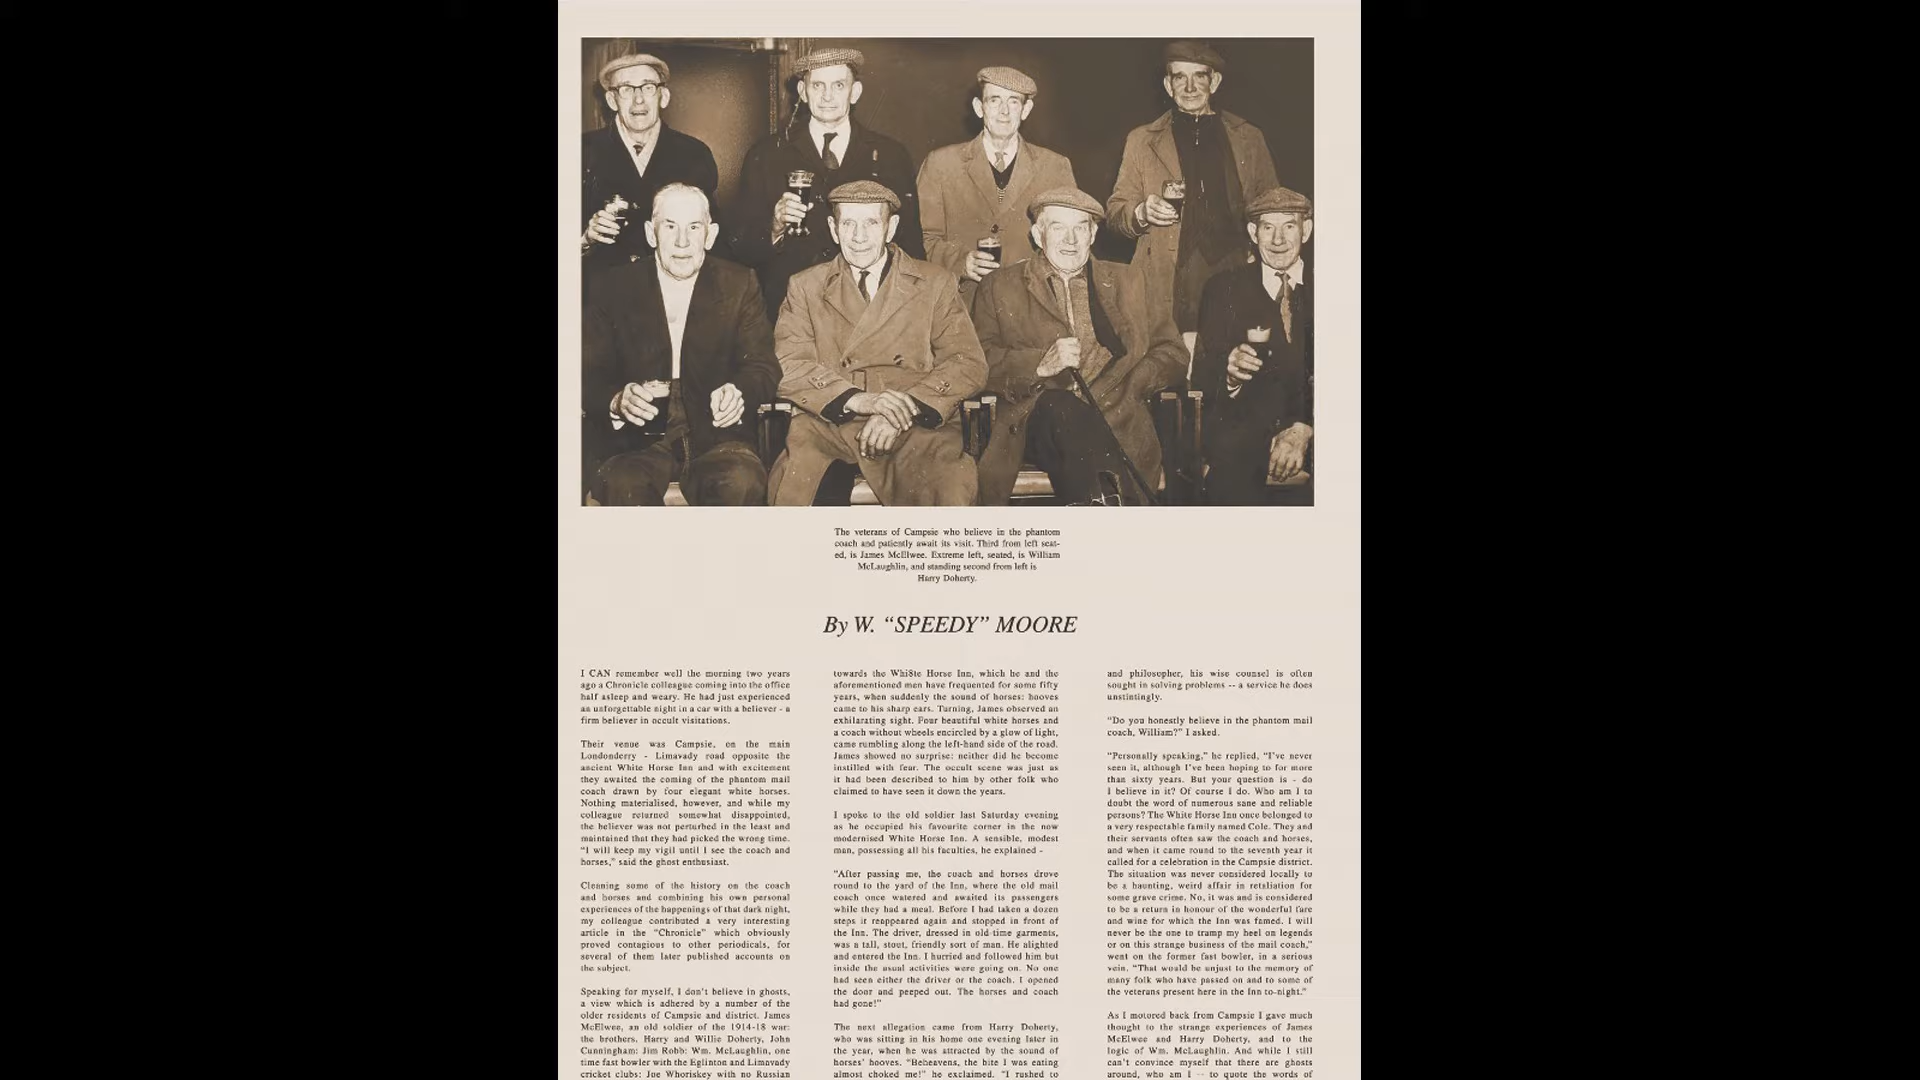 The veterans of Campsie who believe in the phantom
coach and patiently await its visit. Third from left seat-
ed, is James McElwee. Extreme left, seated, is William
McLaughlin, and standing second from left is
Harry Doherty.
By W. “SPEEDY” MOORE
I CAN remember well the morning two years
ago a Chronicle colleague coming into the office
half asleep and weary. He had just experienced
an unforgettable night in a car with a believer - a
firm believer in occult visitations.
Their venue was Campsie, on the main
Londonderry - Limavady road opposite the
ancient White Horse Inn and with excitement
they awaited the coming of the phantom mail
coach drawn by four elegant white horses.
Nothing materialised, however, and while my
colleague returned somewhat disappointed,
the believer was not perturbed in the least and
maintained that they had picked the wrong time.
“I will keep my vigil until I see the coach and
horses,” said the ghost enthusiast.
Cleaning some of the history on the coach
and horses and combining his own personal
experiences of the happenings of that dark night,
my colleague contributed a very interesting
article in the “Chronicle” which obviously
proved contagious to other periodicals, for
several of them later published accounts on
the subject.
Speaking for myself, I don’t believe in ghosts,
a view which is adhered by a number of the
older residents of Campsie and district. James
McElwee, an old soldier of the 1914-18 war:
the brothers. Harry and Willie Doherty, John
Cunningham: Jim Robb: Wm. McLaughlin, one
time fast bowler with the Eglinton and Limavady
cricket clubs: Joe Whoriskey with no Russian
towards the Whi8te Horse Inn, which he and the
aforementioned men have frequented for some fifty
years, when suddenly the sound of horses: hooves
came to his sharp ears. Turning, James observed an
exhilarating sight. Four beautiful white horses and
a coach without wheels encircled by a glow of light,
came rumbling along the left-hand side of the road.
James showed no surprise: neither did he become
instilled with fear. The occult scene was just as
it had been described to him by other folk who
claimed to have seen it down the years.
I spoke to the old soldier last Saturday evening
as he occupied his favourite corner in the now
modernised White Horse Inn. A sensible, modest
man, possessing all his faculties, he explained -
“After passing me, the coach and horses drove
round to the yard of the Inn, where the old mail
coach once watered and awaited its passengers
while they had a meal. Before I had taken a dozen
steps it reappeared again and stopped in front of
the Inn. The driver, dressed in old-time garments,
was a tall, stout, friendly sort of man. He alighted
and entered the Inn. I hurried and followed him but
inside the usual activities were going on. No one
had seen either the driver or the coach. I opened
the door and peeped out. The horses and coach
had gone!”
The next allegation came from Harry Doherty,
who was sitting in his home one evening later in
the year, when he was attracted by the sound of
horses’ hooves. “Beheavens, the bite I was eating
almost choked me!” he exclaimed. “I rushed to
and philosopher, his wise counsel is often
sought in solving problems -- a service he does
unstintingly.
“Do you honestly believe in the phantom mail
coach, William?” I asked.
“Personally speaking,” he replied, “I’ve never
seen it, although I’ve been hoping to for more
than sixty years. But your question is - do
I believe in it? Of course I do. Who am I to
doubt the word of numerous sane and reliable
persons? The White Horse Inn once belonged to
a very respectable family named Cole. They and
their servants often saw the coach and horses,
and when it came round to the seventh year it
called for a celebration in the Campsie district.
The situation was never considered locally to
be a haunting, weird affair in retaliation for
some grave crime. No, it was and is considered
to be a return in honour of the wonderful fare
and wine for which the Inn was famed. I will
never be the one to tramp my heel on legends
or on this strange business of the mail coach,”
went on the former fast bowler, in a serious
vein. “That would be unjust to the memory of
many folk who have passed on and to some of
the veterans present here in the Inn to-night.”
As I motored back from Campsie I gave much
thought to the strange experiences of James
McElwee and Harry Doherty, and to the
logic of Wm. McLaughlin. And while I still
can’t convince myself that there are ghosts
around, who am I -- to quote the words of